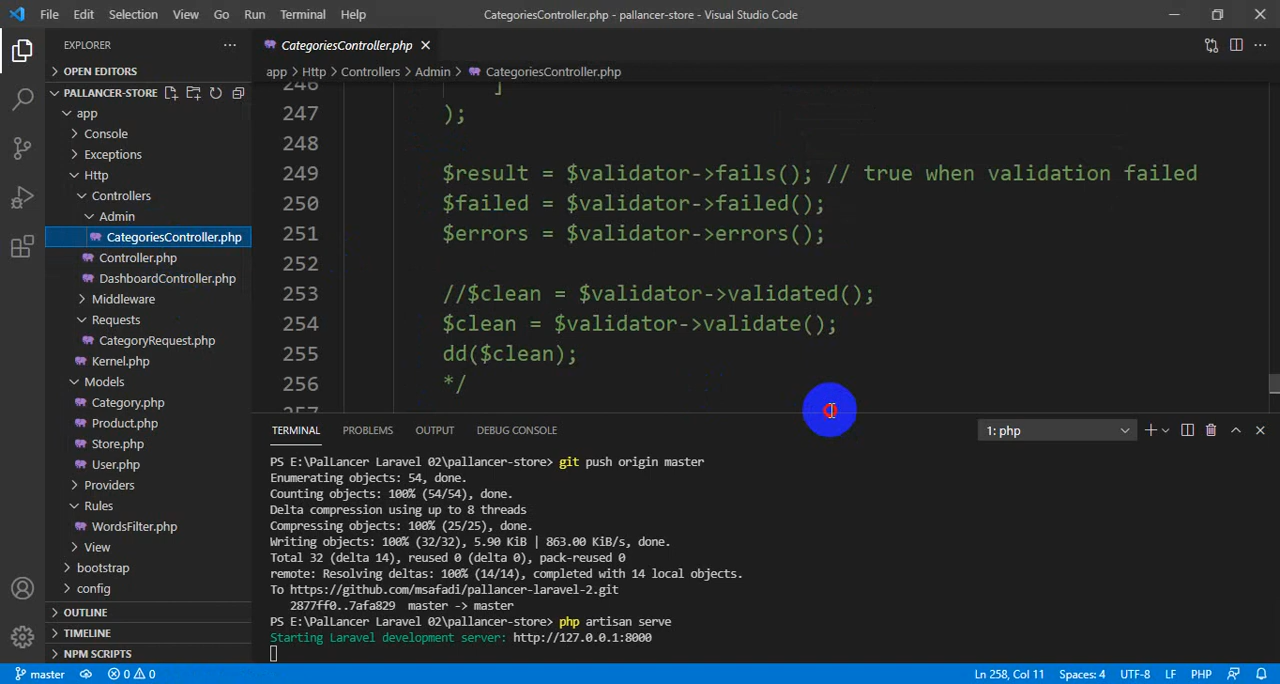 File Edit Selection View Go Run Terminal Help
CategoriesController.php - pallancer-store - Visual Studio Code
EXPLORER
OPEN EDITORS
PALLANCER-STORE
app
Console
Exceptions
Http
Controllers
Admin
CategoriesController.php
Controller.php
DashboardController.php
Middleware
Requests
CategoryRequest.php
Kernel.php
Models
Category.php
Product.php
Store.php
User.php
Providers
Rules
WordsFilter.php
View
bootstrap
config
OUTLINE
TIMELINE
NPM SCRIPTS
CategoriesController.php
app > Http > Controllers > Admin > CategoriesController.php
246 ]
247 );
248
249 $result = $validator->fails(); // true when validation failed
250 $failed = $validator->failed();
251 $errors = $validator->errors();
252
253 //$clean = $validator->validated();
254 $clean = $validator->validate();
255 dd($clean);
256 */
257
TERMINAL PROBLEMS OUTPUT DEBUG CONSOLE
1: php
PS E:\PalLancer Laravel 02\pallancer-store> git push origin master
Enumerating objects: 54, done.
Counting objects: 100% (54/54), done.
Delta compression using up to 8 threads
Compressing objects: 100% (25/25), done.
Writing objects: 100% (32/32), 5.90 KiB | 863.00 KiB/s, done.
Total 32 (delta 14), reused 0 (delta 0), pack-reused 0
remote: Resolving deltas: 100% (14/14), completed with 14 local objects.
To https://github.com/msafadi/pallancer-laravel-2.git
2877ff0..7afa829 master -> master
PS E:\PalLancer Laravel 02\pallancer-store> php artisan serve
Starting Laravel development server: http://127.0.0.1:8000
master 0 0
Ln 258, Col 11 Spaces: 4 UTF-8 LF PHP